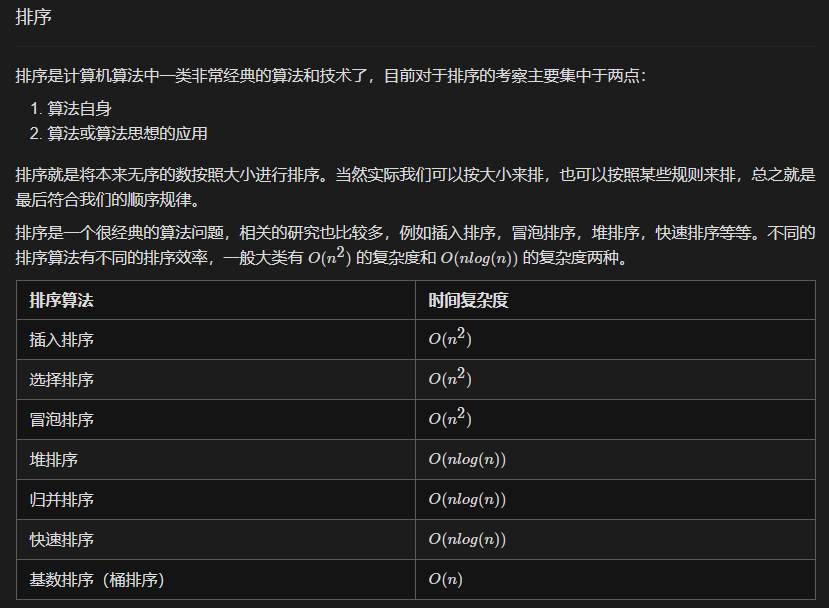 排序
排序是计算机算法中一类非常经典的算法和技术了，目前对于排序的考察主要集中于两点：
1. 算法自身
2. 算法或算法思想的应用
排序就是将本来无序的数按照大小进行排序。当然实际我们可以按大小来排，也可以按照某些规则来排，总之就是
最后符合我们的顺序规律。
排序是一个很经典的算法问题，相关的研究也比较多，例如插入排序，冒泡排序，堆排序，快速排序等等。不同的
排序算法有不同的排序效率，一般大类有 O(n²) 的复杂度和 O(nlog(n)) 的复杂度两种。
排序算法 时间复杂度
插入排序 O(n²)
选择排序 O(n²)
冒泡排序 O(n²)
堆排序 O(nlog(n))
归并排序 O(nlog(n))
快速排序 O(nlog(n))
基数排序（桶排序） O(n)